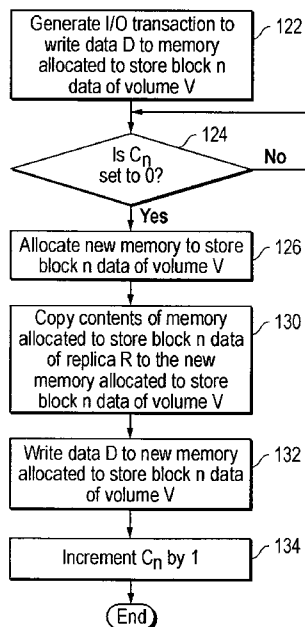 Generate I/O transaction to
write data D to memory
allocated to store block n
data of volume V
122
124
Is Cn
set to 0?
No
Yes
Allocate new memory to store
block n data of volume V
126
Copy contents of memory
allocated to store block n data
of replica R to the new
memory allocated to store
block n data of volume V
130
Write data D to new memory
allocated to store block n data
of volume V
132
Increment Cn by 1
134
End